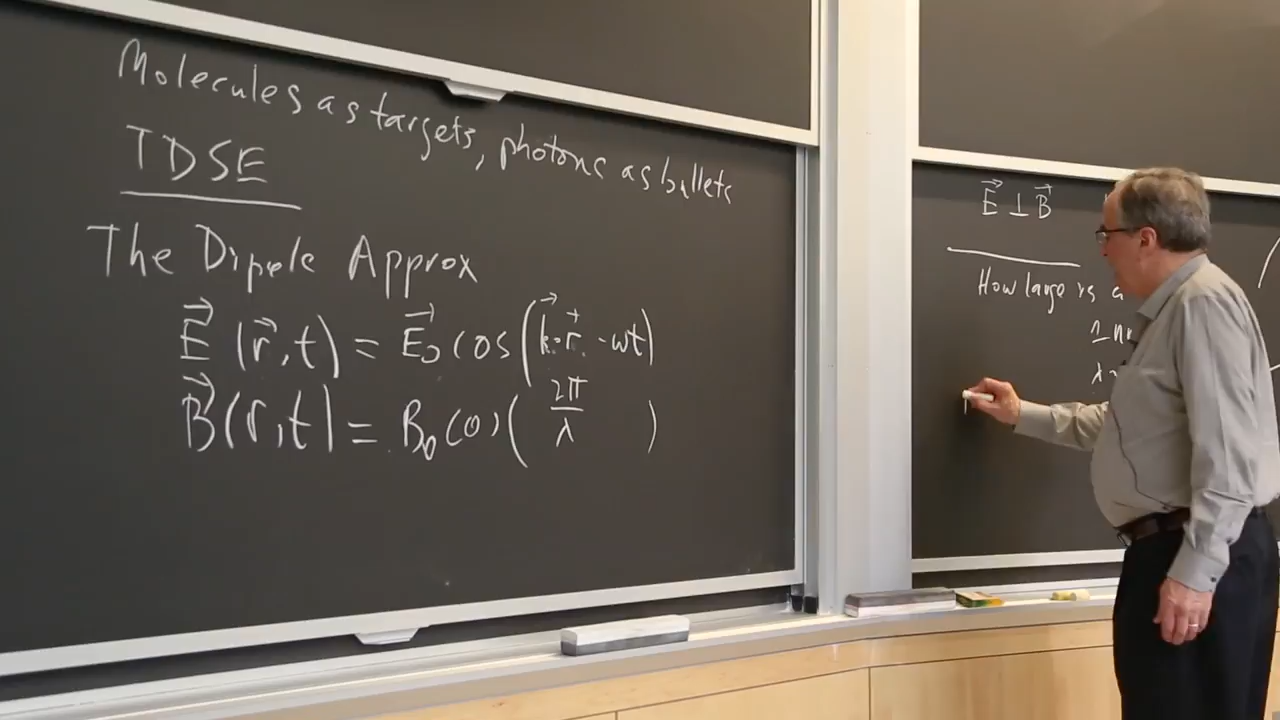 Molecules as targets, photons as bullets
TDSE
The Dipole Approx
E⃗ (r⃗,t) = E⃗₀ cos(k⃗·r⃗ - ωt)
B⃗(r,t) = B₀ cos( 2π/λ )
E⃗ ⊥ B⃗
How large is a
1 n
λ